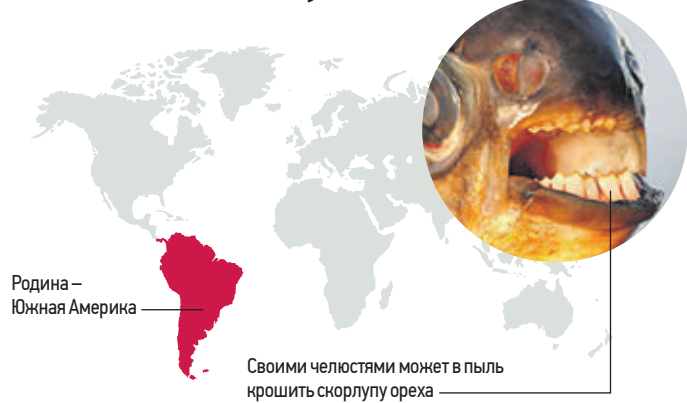 Родина –
Южная Америка
Своими челюстями может в пыль
крошить скорлупу ореха